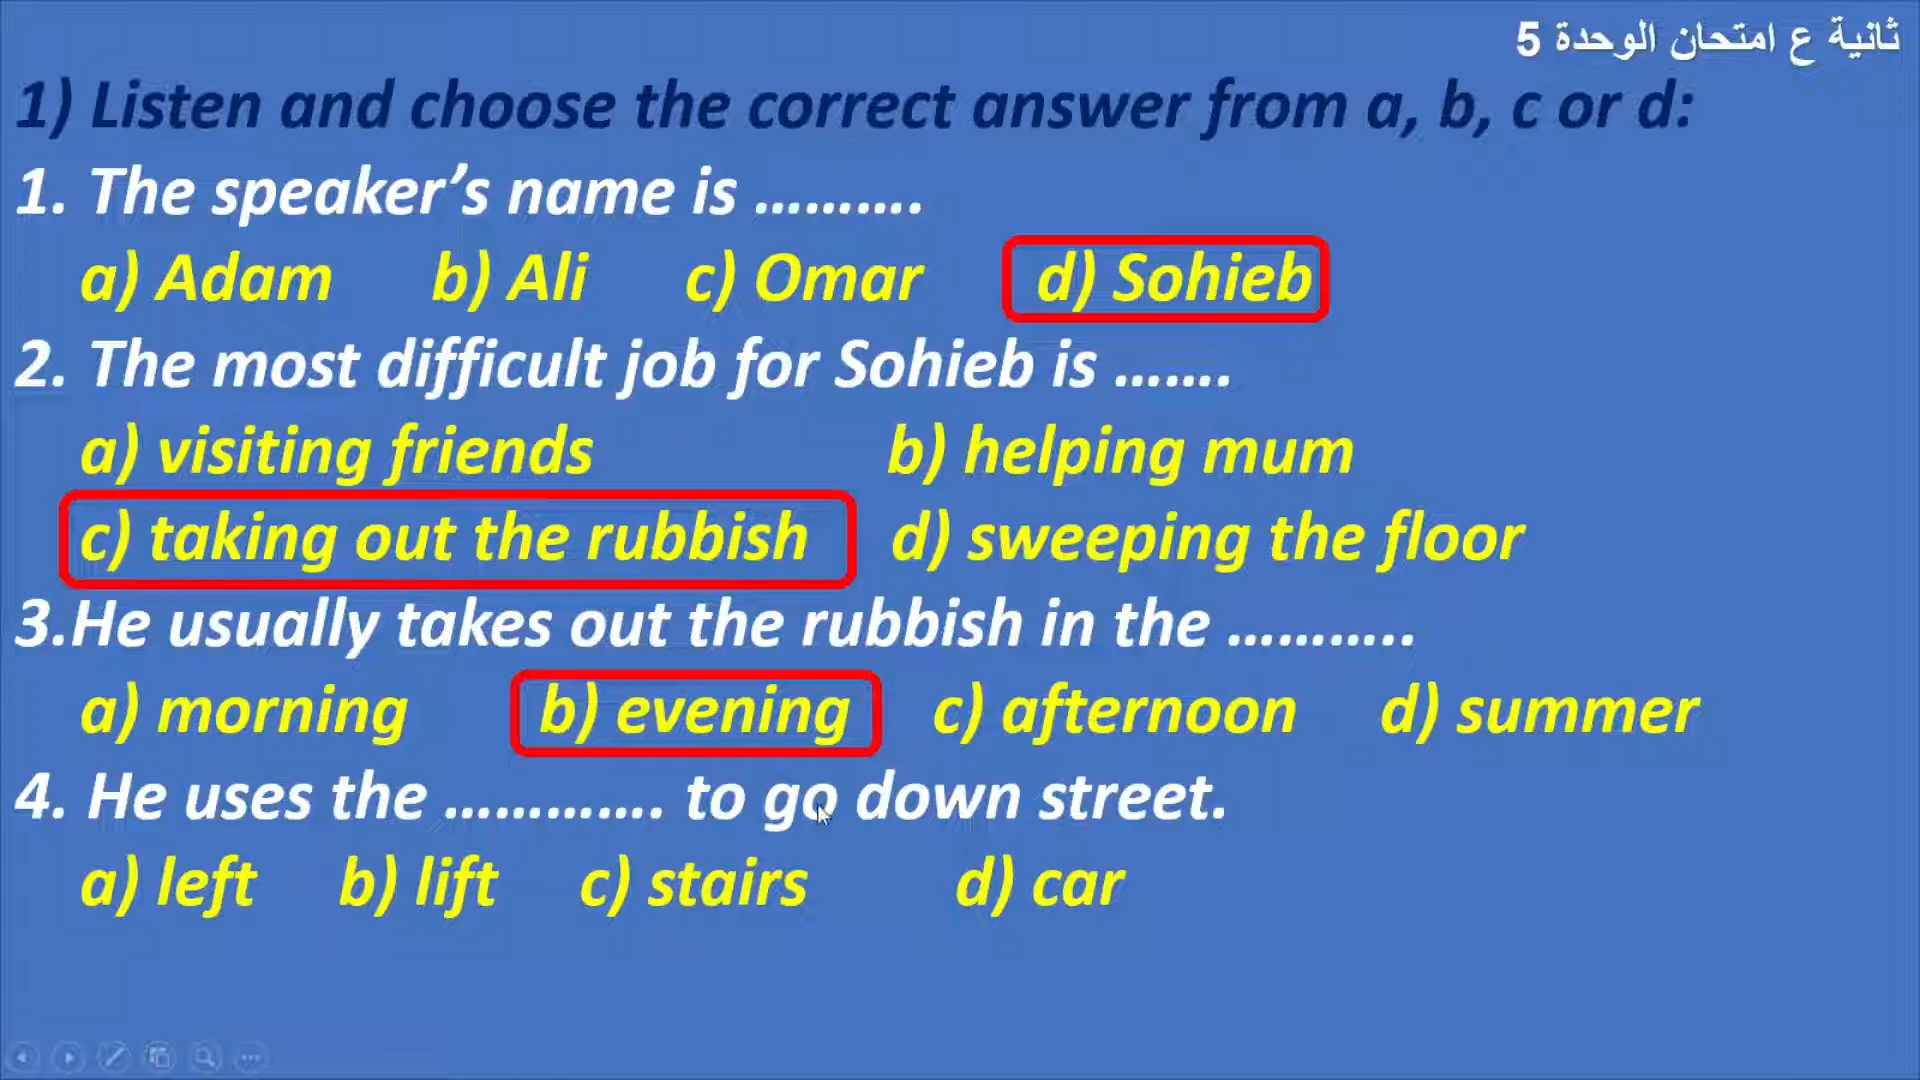 ثانية ع امتحان الوحدة 5
1) Listen and choose the correct answer from a, b, c or d:
1. The speaker’s name is ……….
a) Adam b) Ali c) Omar d) Sohieb
2. The most difficult job for Sohieb is …….
a) visiting friends b) helping mum
c) taking out the rubbish d) sweeping the floor
3.He usually takes out the rubbish in the ………..
a) morning b) evening c) afternoon d) summer
4. He uses the …………. to go down street.
a) left b) lift c) stairs d) car